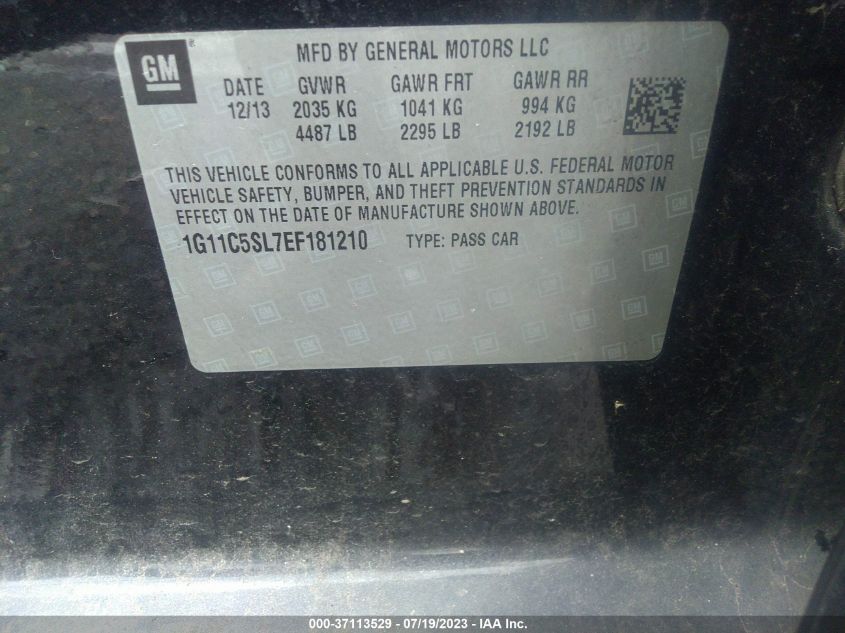 GM ®
MFD BY GENERAL MOTORS LLC
DATE GVWR GAWR FRT GAWR RR
12/13 2035 KG 1041 KG 994 KG
4487 LB 2295 LB 2192 LB
THIS VEHICLE CONFORMS TO ALL APPLICABLE U.S. FEDERAL MOTOR
VEHICLE SAFETY, BUMPER, AND THEFT PREVENTION STANDARDS IN
EFFECT ON THE DATE OF MANUFACTURE SHOWN ABOVE.
1G11C5SL7EF181210 TYPE: PASS CAR
000-37113529 - 07/19/2023 - IAA Inc.